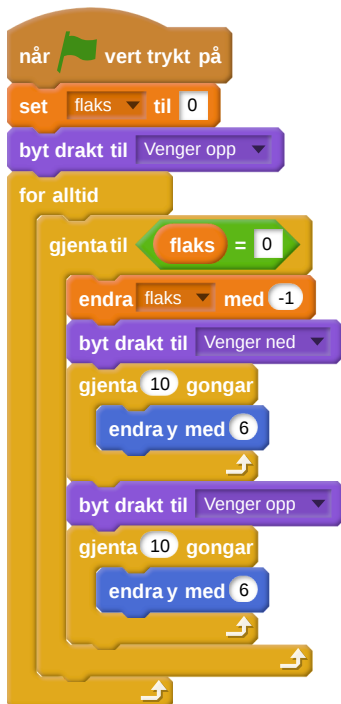 når vert trykt på
set flaks til 0
byt drakt til Venger opp
for alltid
gjenta til flaks = 0
endra flaks med -1
byt drakt til Venger ned
gjenta 10 gongar
endra y med 6
byt drakt til Venger opp
gjenta 10 gongar
endra y med 6